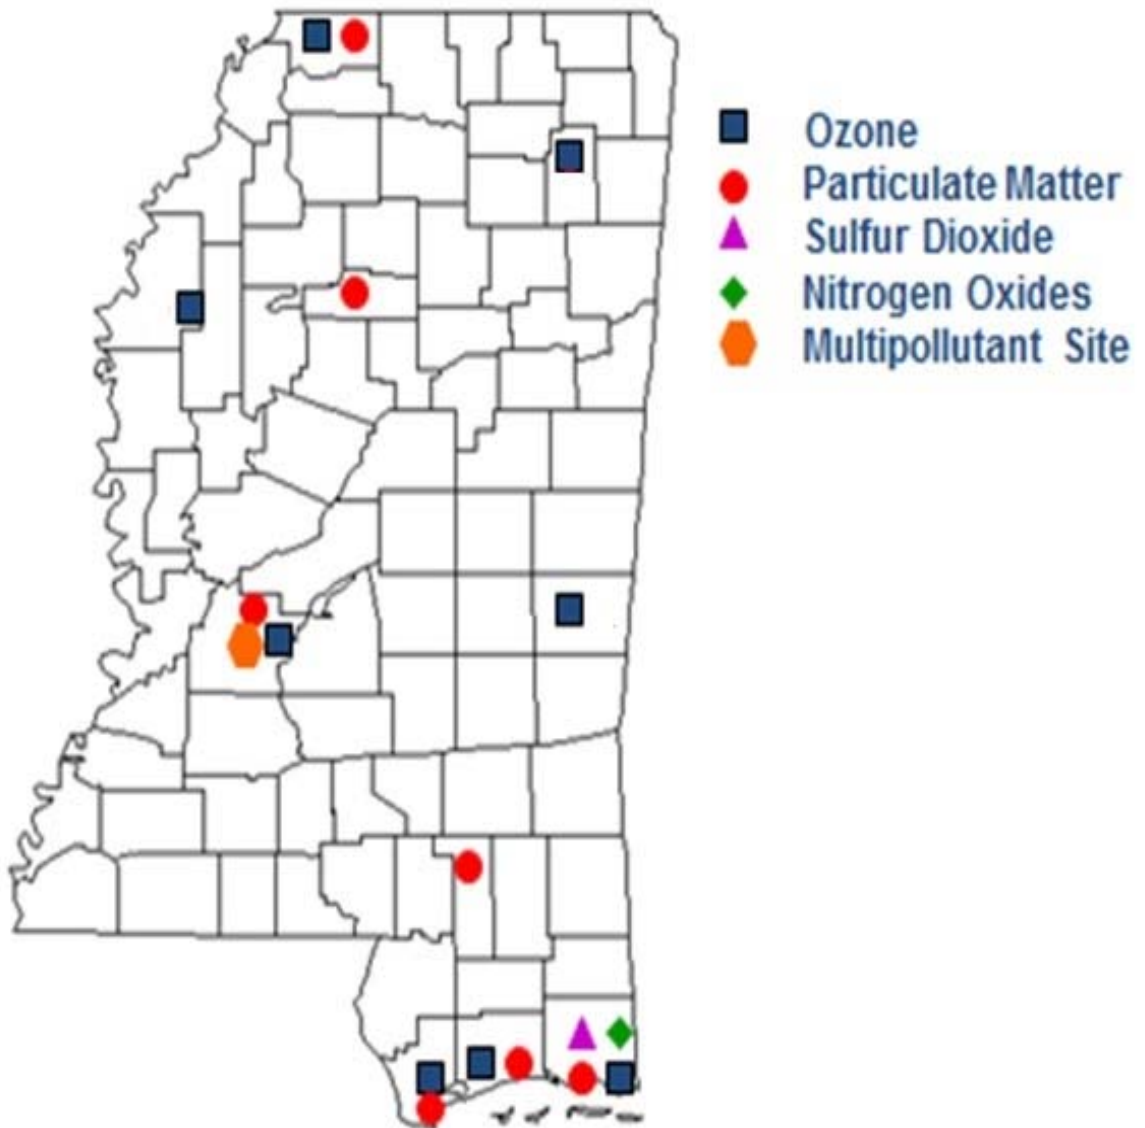 Ozone
Particulate Matter
Sulfur Dioxide
Nitrogen Oxides
Multipollutant Site